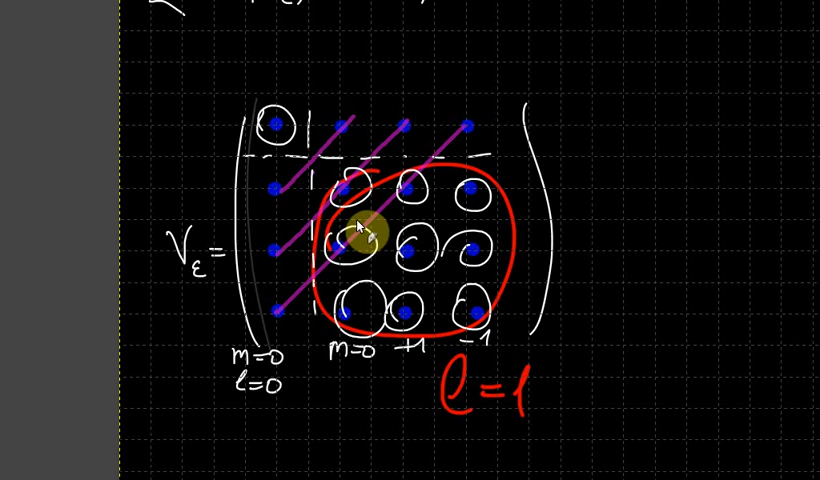 V_ε =
m=0 m=0 +1 -1
l=0
l=1